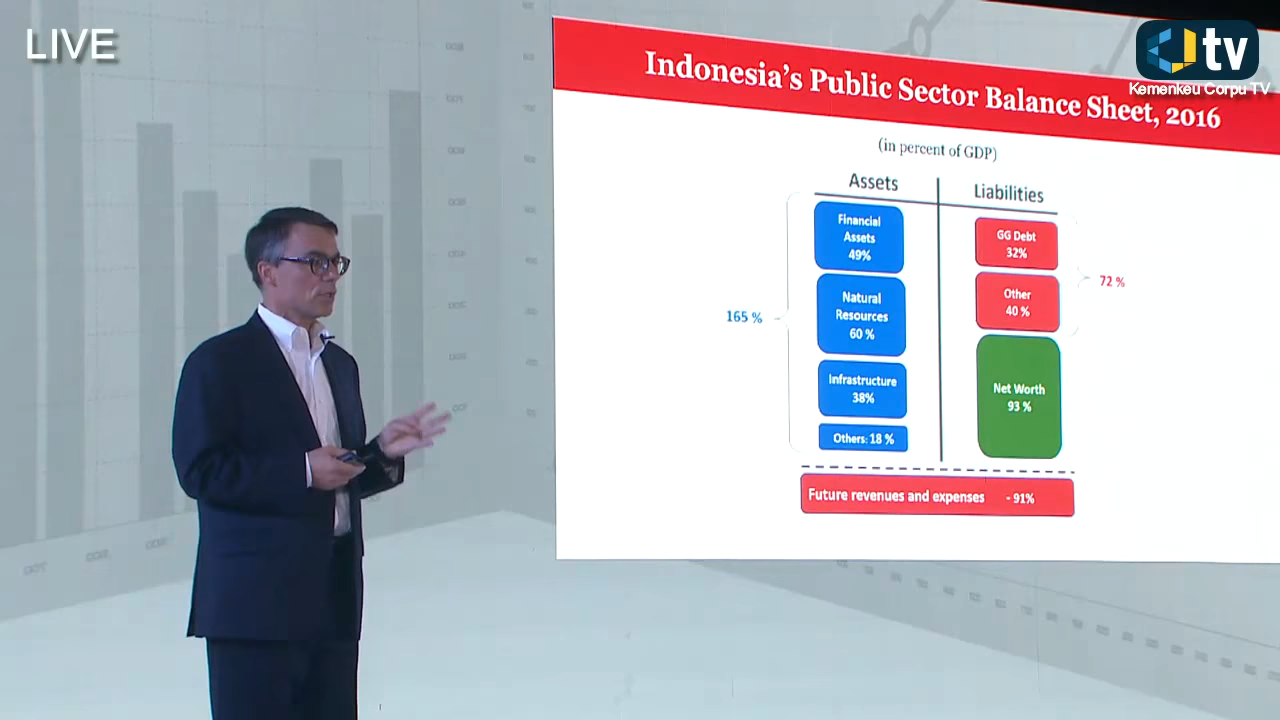 LIVE
tv
Kemenkeu Corpu TV
Indonesia's Public Sector Balance Sheet, 2016
(in percent of GDP)
Assets
Liabilities
Financial
Assets
49%
Natural
Resources
60 %
Infrastructure
38%
Others: 18 %
165 %
GG Debt
32%
Other
40 %
72 %
Net Worth
93 %
Future revenues and expenses - 91%